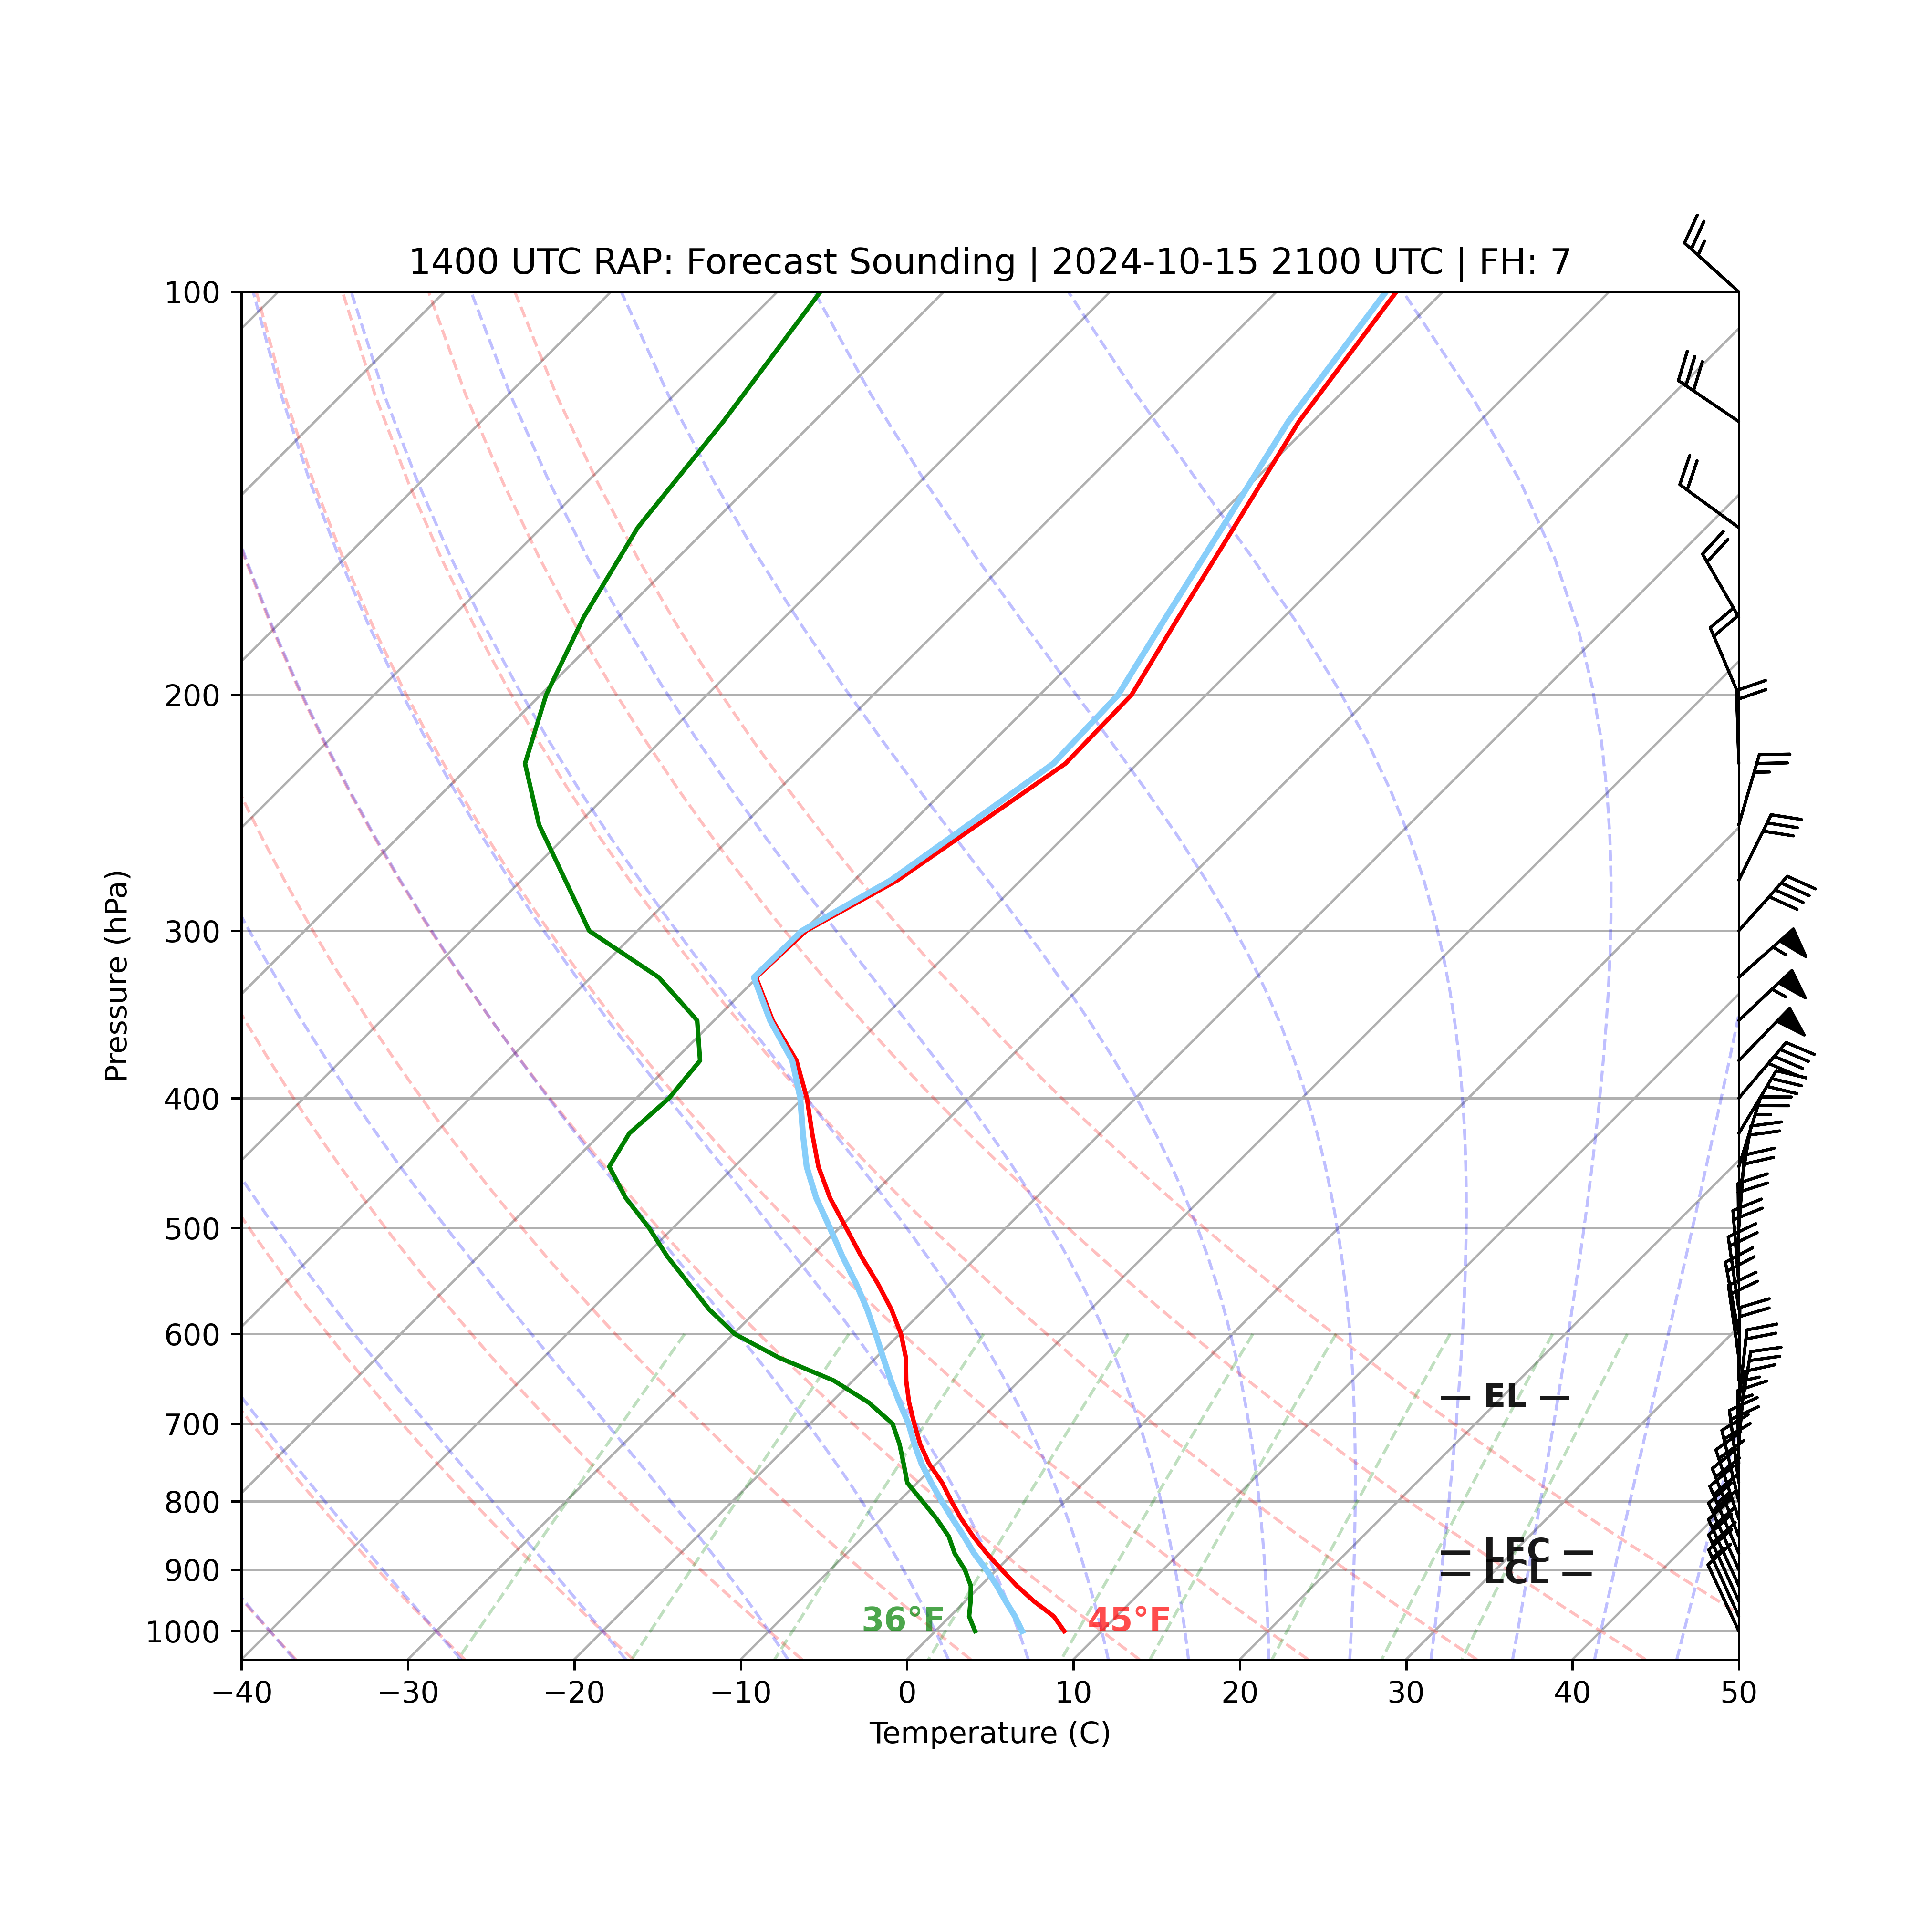 1400 UTC RAP: Forecast Sounding | 2024-10-15 2100 UTC | FH: 7
100
200
300
400
500
600
700
800
900
1000
Pressure (hPa)
— EL —
— LFC —
— LCL —
36°F
45°F
−40 −30 −20 −10 0 10 20 30 40 50
Temperature (C)